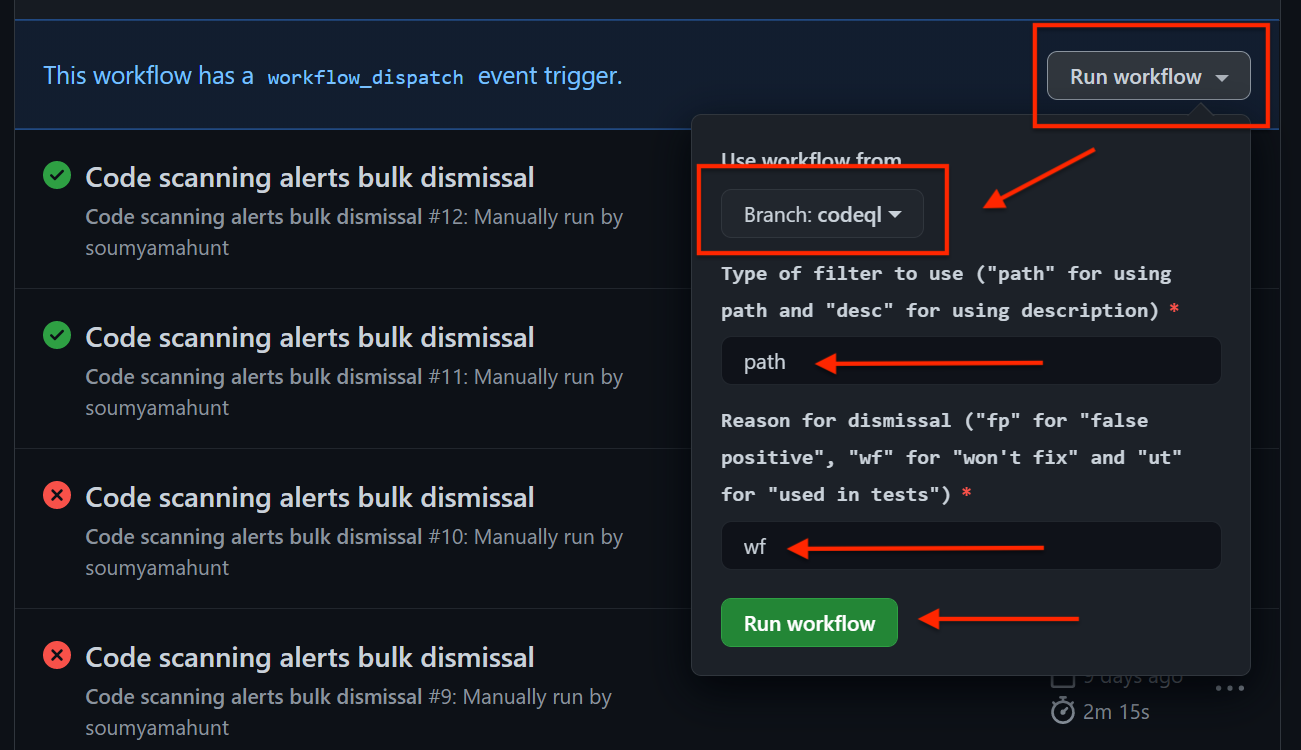 This workflow has a workflow_dispatch event trigger.
Run workflow
Code scanning alerts bulk dismissal
Code scanning alerts bulk dismissal #12: Manually run by
soumyamahunt
Code scanning alerts bulk dismissal
Code scanning alerts bulk dismissal #11: Manually run by
soumyamahunt
Code scanning alerts bulk dismissal
Code scanning alerts bulk dismissal #10: Manually run by
soumyamahunt
Code scanning alerts bulk dismissal
Code scanning alerts bulk dismissal #9: Manually run by
soumyamahunt
Use workflow from
Branch: codeql
Type of filter to use ("path" for using
path and "desc" for using description) *
path
Reason for dismissal ("fp" for "false
positive", "wf" for "won't fix" and "ut"
for "used in tests") *
wf
Run workflow
9 days ago
2m 15s